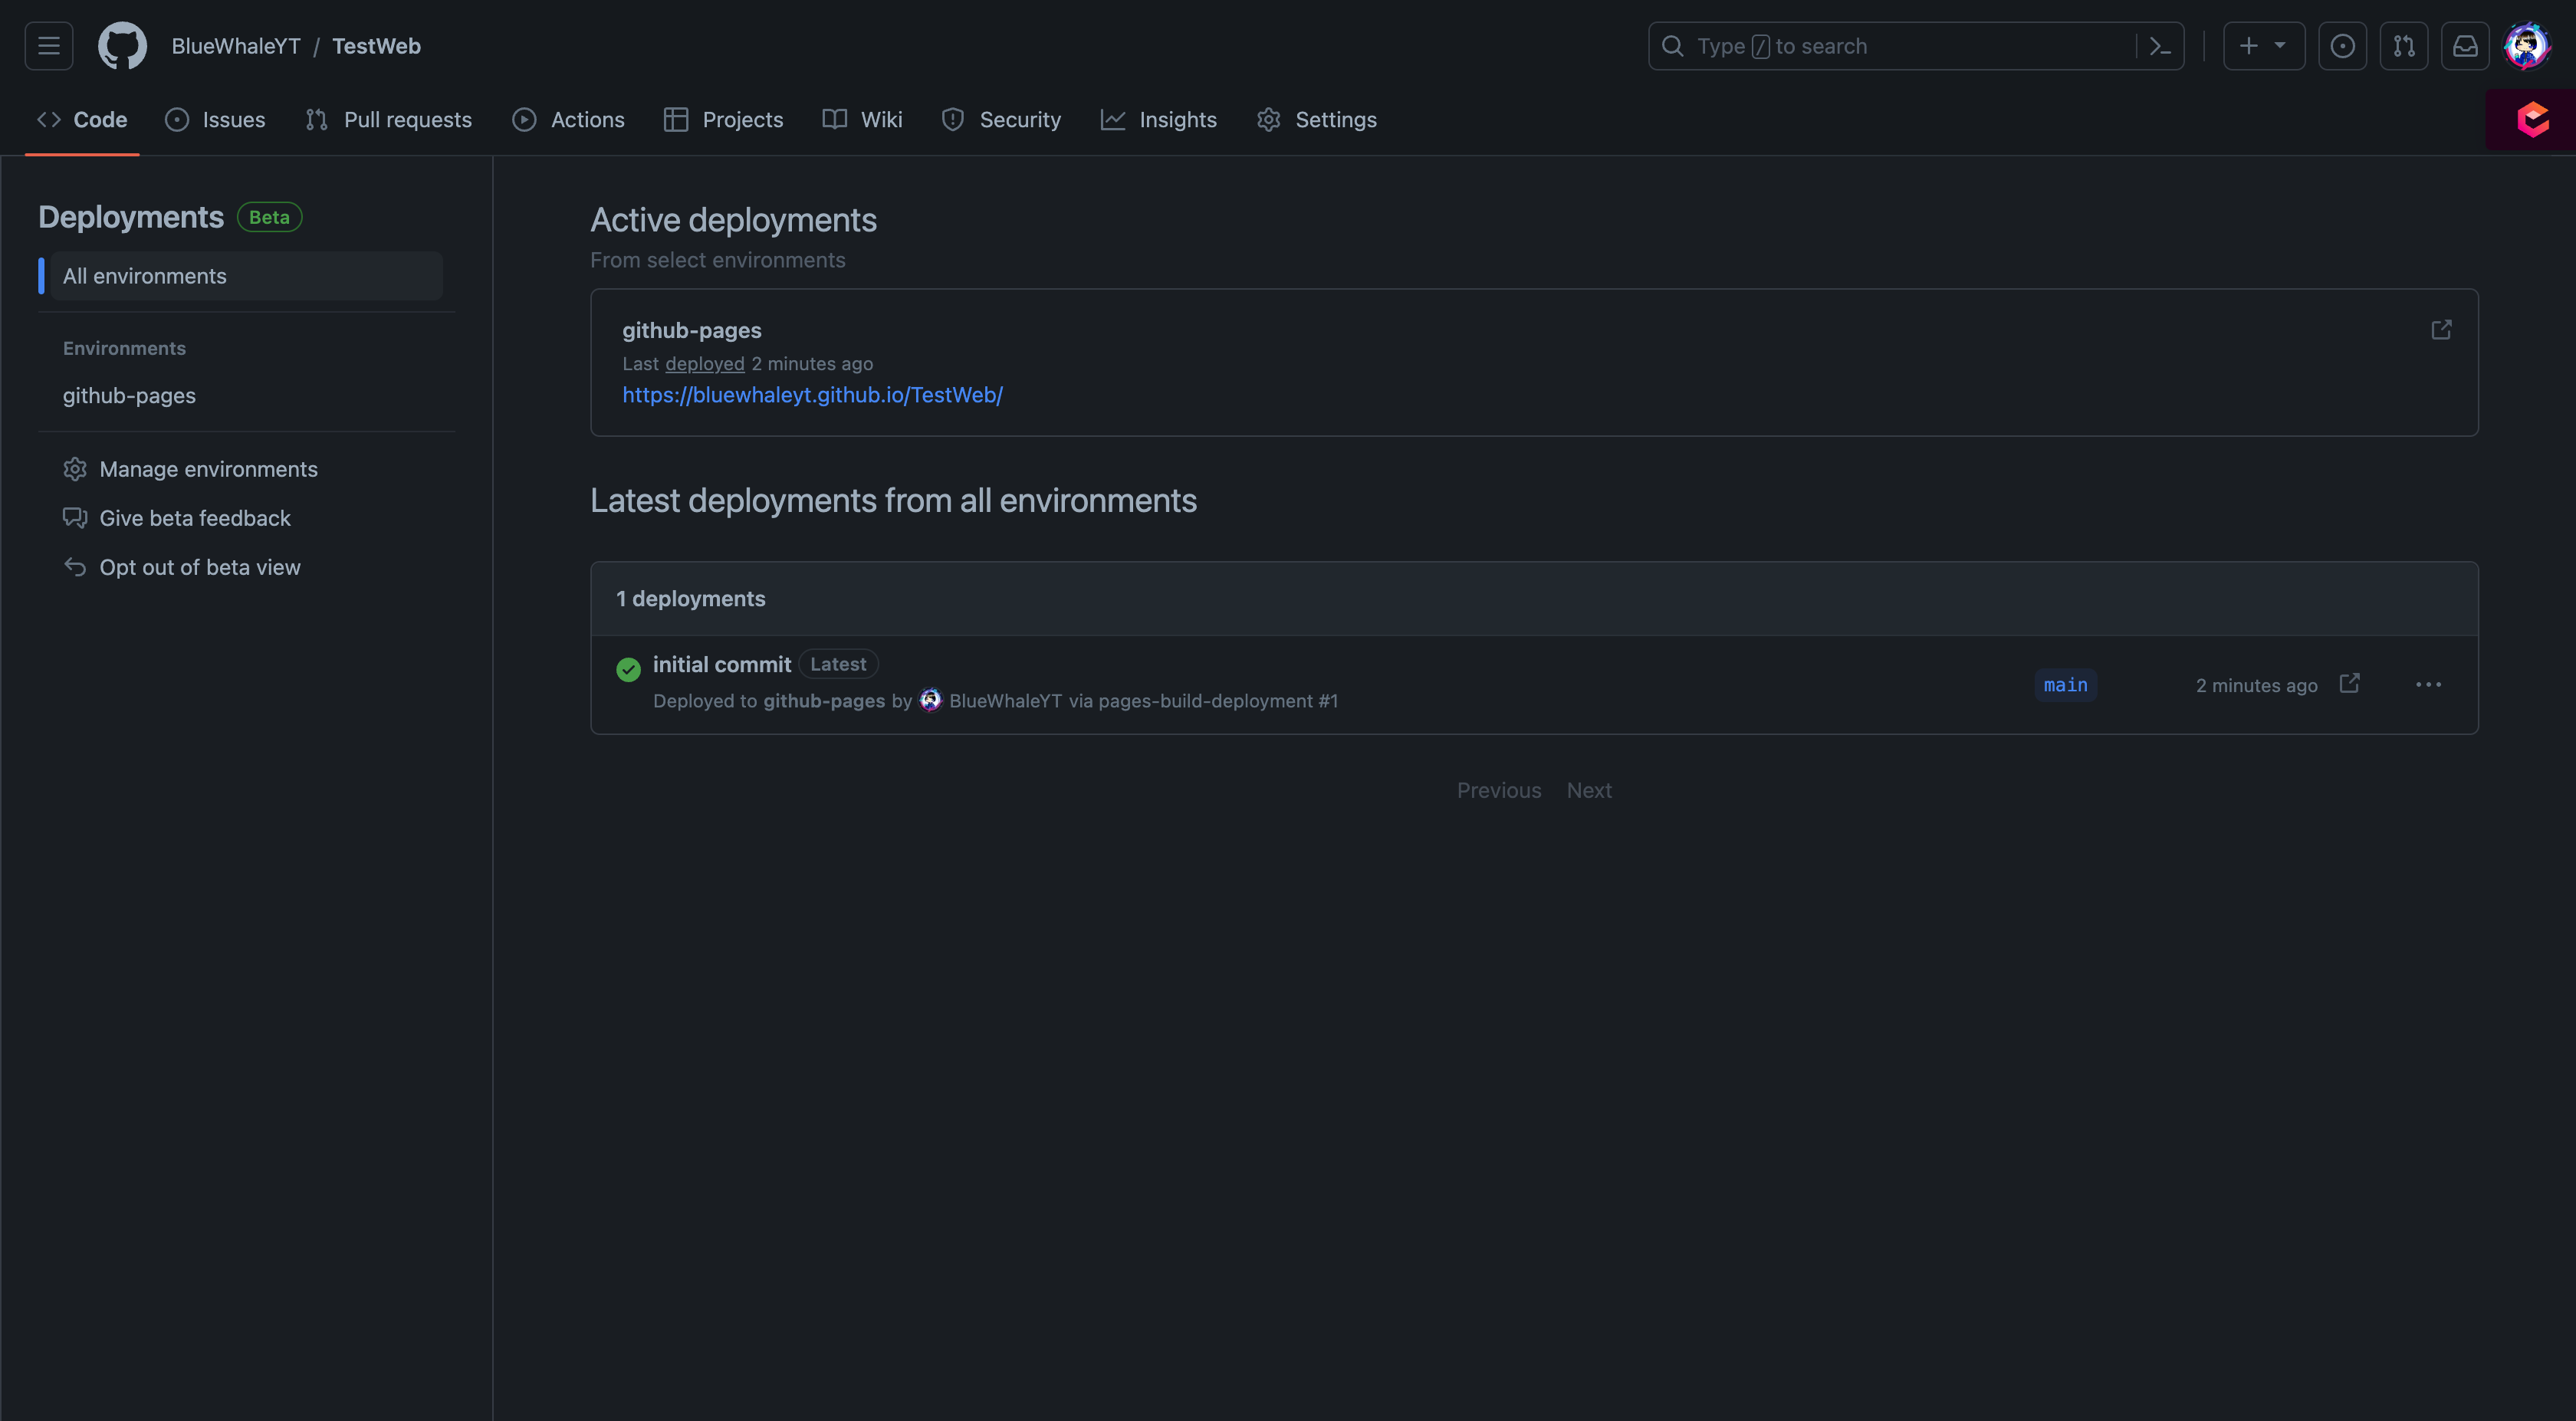 BlueWhaleYT / TestWeb
Type / to search
Code Issues Pull requests Actions Projects Wiki Security Insights Settings
Deployments Beta
All environments
Environments
github-pages
Manage environments
Give beta feedback
Opt out of beta view
Active deployments
From select environments
github-pages
Last deployed 2 minutes ago
https://bluewhaleyt.github.io/TestWeb/
Latest deployments from all environments
1 deployments
initial commit Latest
Deployed to github-pages by BlueWhaleYT via pages-build-deployment #1
main
2 minutes ago
Previous Next